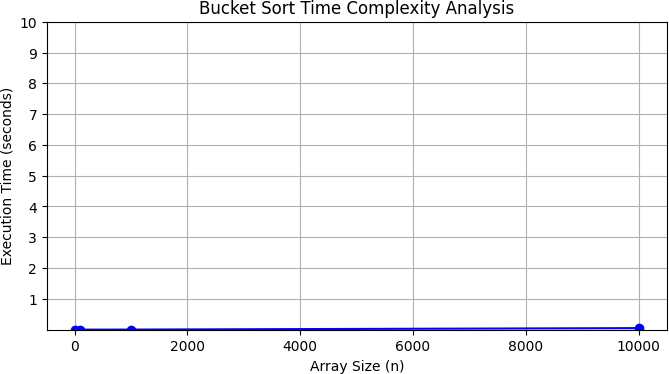 Bucket Sort Time Complexity Analysis
10
9
8
7
6
5
4
3
2
1
Execution Time (seconds)
0 2000 4000 6000 8000 10000
Array Size (n)